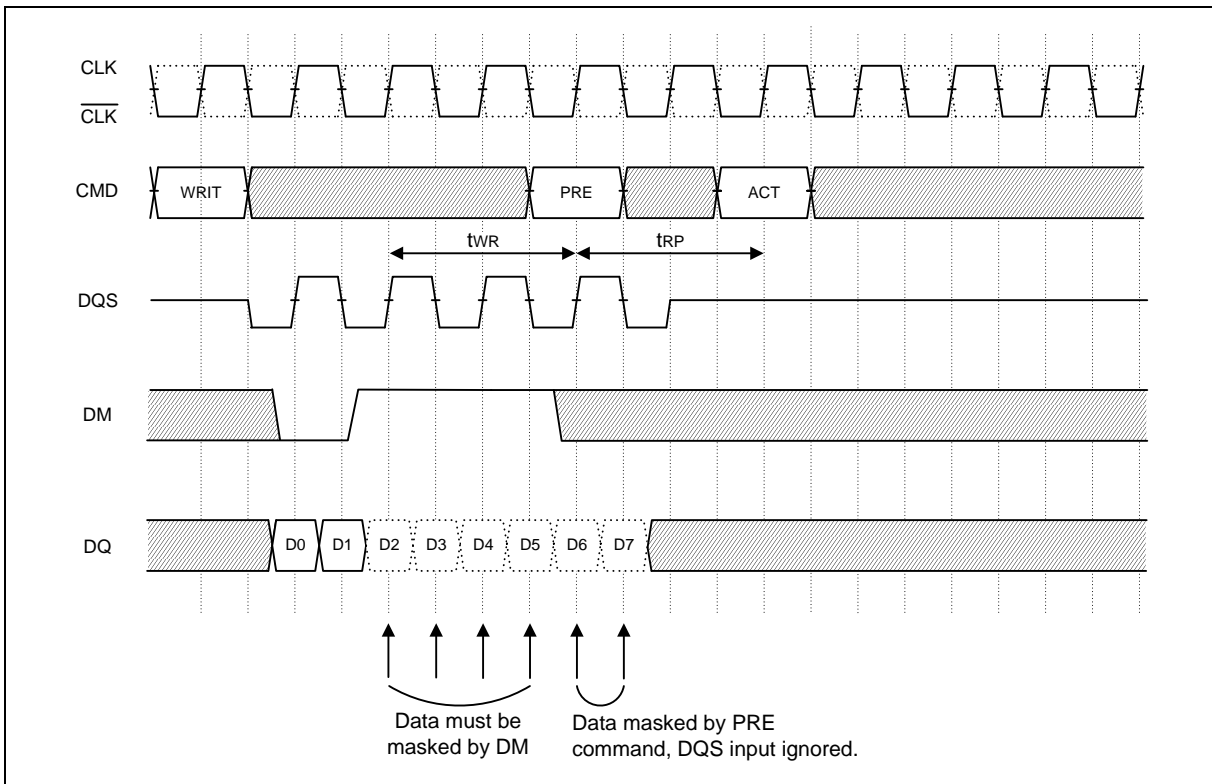 CLK
CLK
CMD
WRIT
PRE
ACT
tWR
tRP
DQS
DM
DQ
D0
D1
D2
D3
D4
D5
D6
D7
Data must be
masked by DM
Data masked by PRE
command, DQS input ignored.